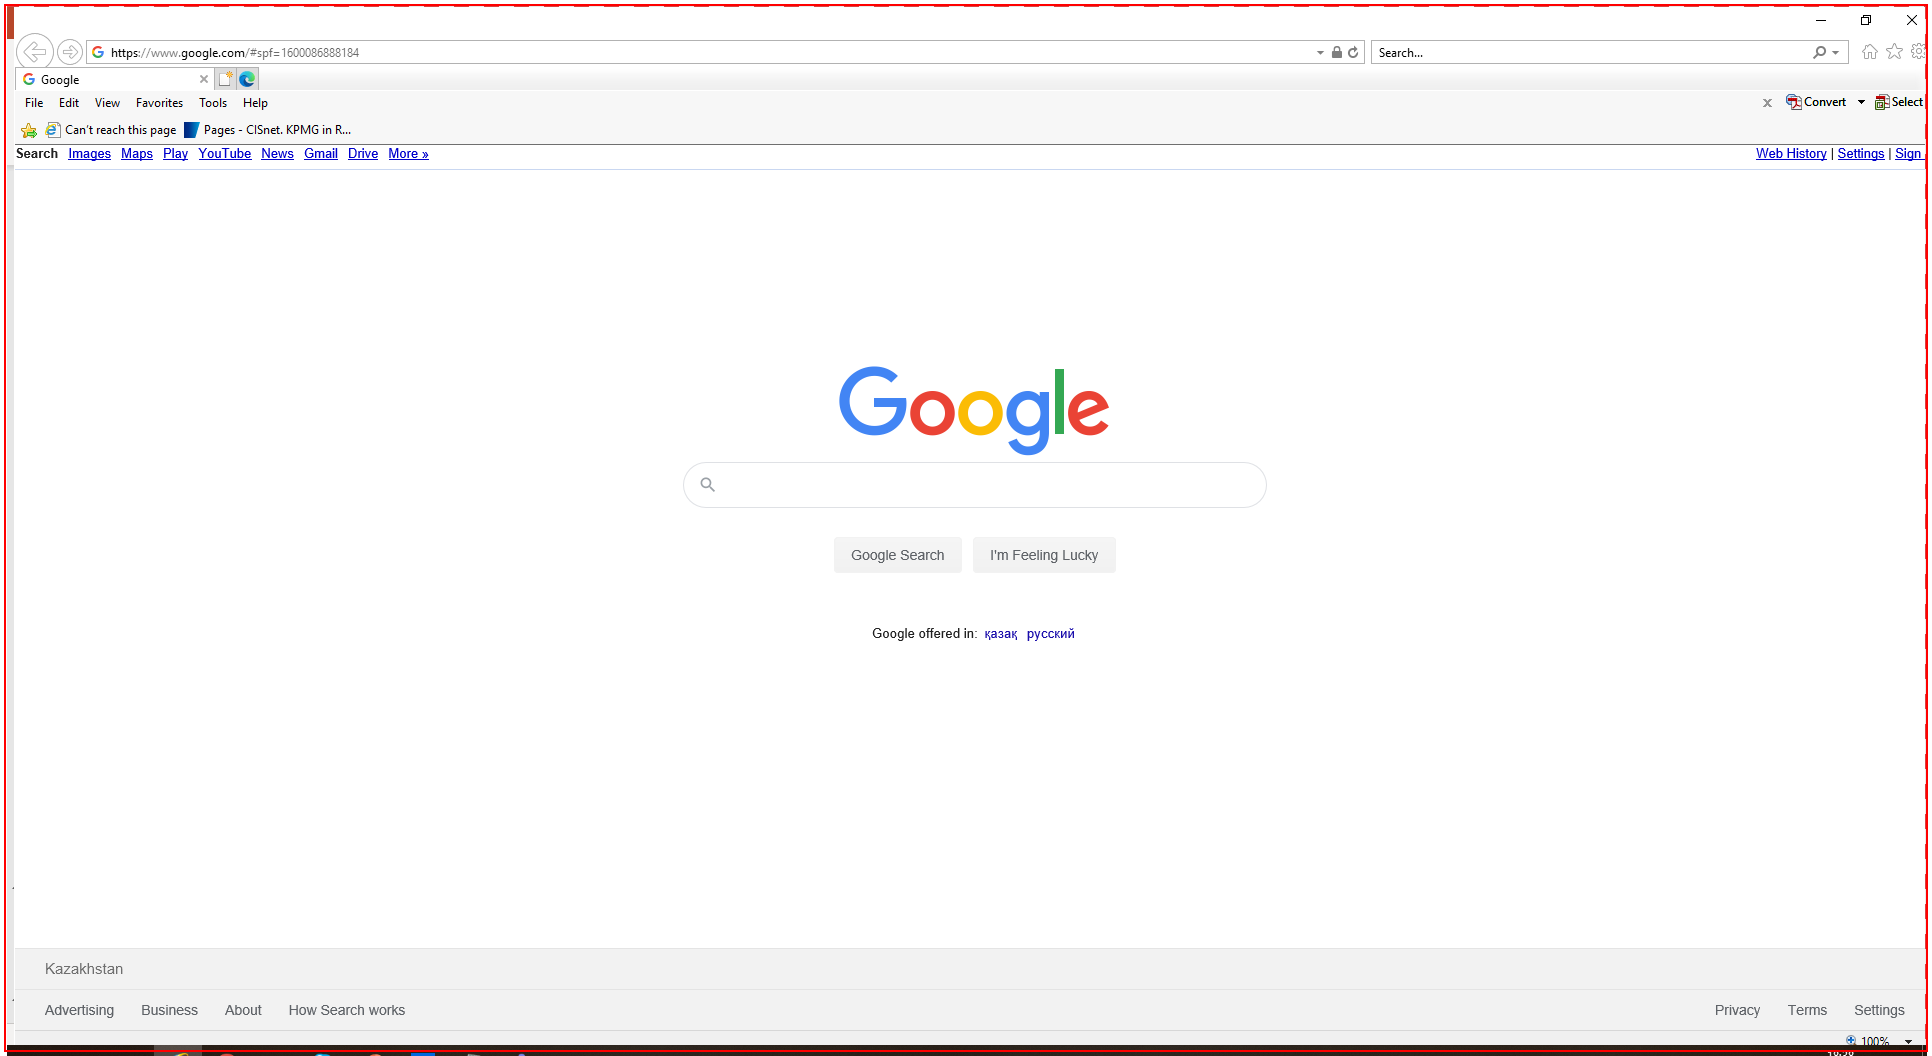 https://www.google.com/#spf=1600086888184
Search...
Google
File Edit View Favorites Tools Help
Convert Select
Can't reach this page Pages - CISnet. KPMG in R...
Search Images Maps Play YouTube News Gmail Drive More »
Web History | Settings | Sign
Google
Google Search I'm Feeling Lucky
Google offered in: қазақ русский
Kazakhstan
Advertising Business About How Search works
Privacy Terms Settings
100%